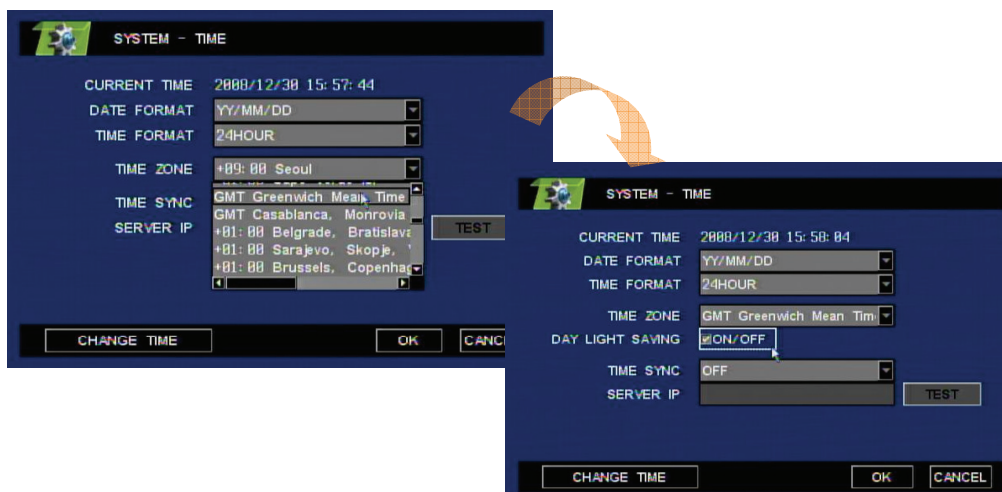 SYSTEM - TIME
CURRENT TIME 2008/12/30 15:57:44
DATE FORMAT YY/MM/DD
TIME FORMAT 24HOUR
TIME ZONE +09:00 Seoul
GMT Greenwich Mean Time
TIME SYNC
GMT Casablanca, Monrovia
SERVER IP
+01:00 Belgrade, Bratislava
TEST
+01:00 Sarajevo, Skopje,
+01:00 Brussels, Copenhag
CHANGE TIME OK CANC
SYSTEM - TIME
CURRENT TIME 2008/12/30 15:58:04
DATE FORMAT YY/MM/DD
TIME FORMAT 24HOUR
TIME ZONE GMT Greenwich Mean Tim
DAY LIGHT SAVING ON/OFF
TIME SYNC OFF
SERVER IP TEST
CHANGE TIME OK CANCEL